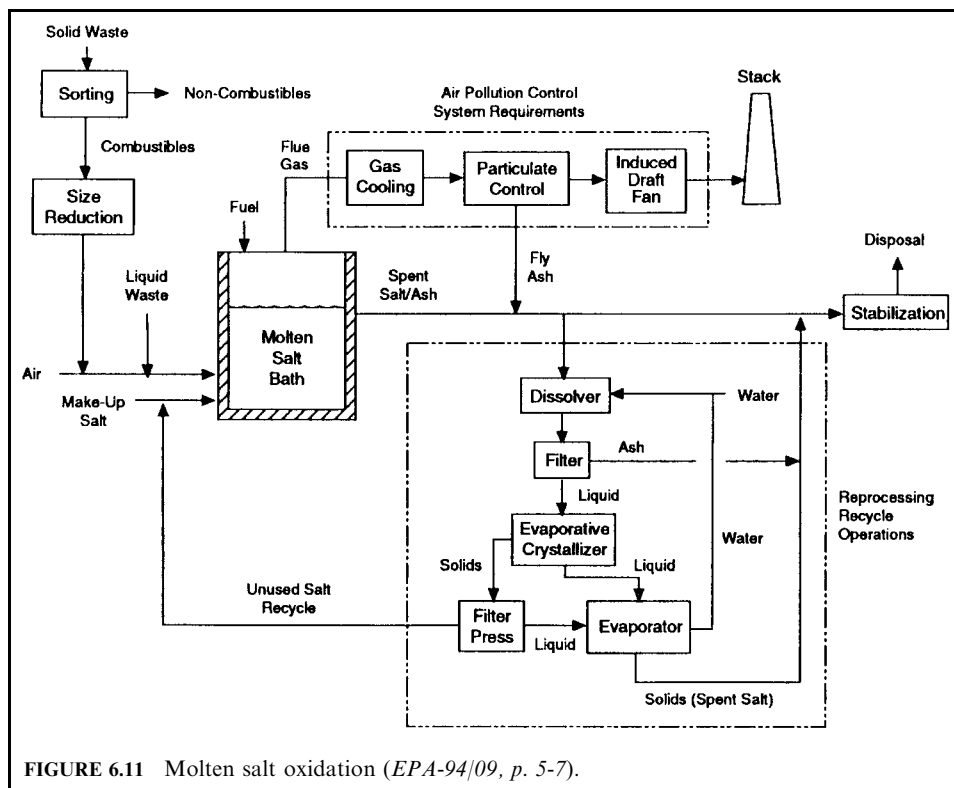 Solid Waste
Sorting
Non-Combustibles
Combustibles
Size
Reduction
Liquid
Waste
Air
Make-Up
Salt
Fuel
Flue
Gas
Molten
Salt
Bath
Air Pollution Control
System Requirements
Gas
Cooling
Particulate
Control
Induced
Draft
Fan
Stack
Spent
Salt/Ash
Fly
Ash
Disposal
Stabilization
Dissolver
Water
Filter
Ash
Liquid
Evaporative
Crystallizer
Water
Reprocessing
Recycle
Operations
Solids
Liquid
Unused Salt
Recycle
Filter
Press
Liquid
Evaporator
Solids (Spent Salt)
FIGURE 6.11 Molten salt oxidation (EPA-94/09, p. 5-7).